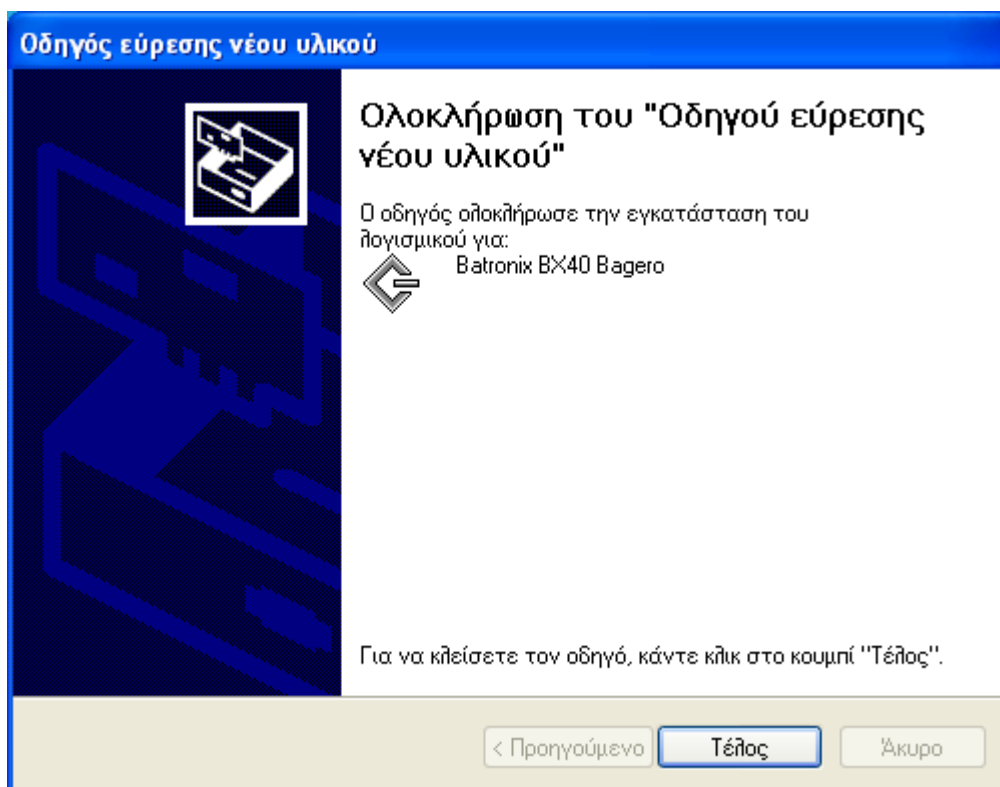 Οδηγός εύρεσης νέου υλικού
Ολοκλήρωση του "Οδηγού εύρεσης
νέου υλικού"
Ο οδηγός ολοκλήρωσε την εγκατάσταση του
λογισμικού για:
Batronix BX40 Bagero
Για να κλείσετε τον οδηγό, κάντε κλικ στο κουμπί "Τέλος".
< Προηγούμενο
Τέλος
Άκυρο